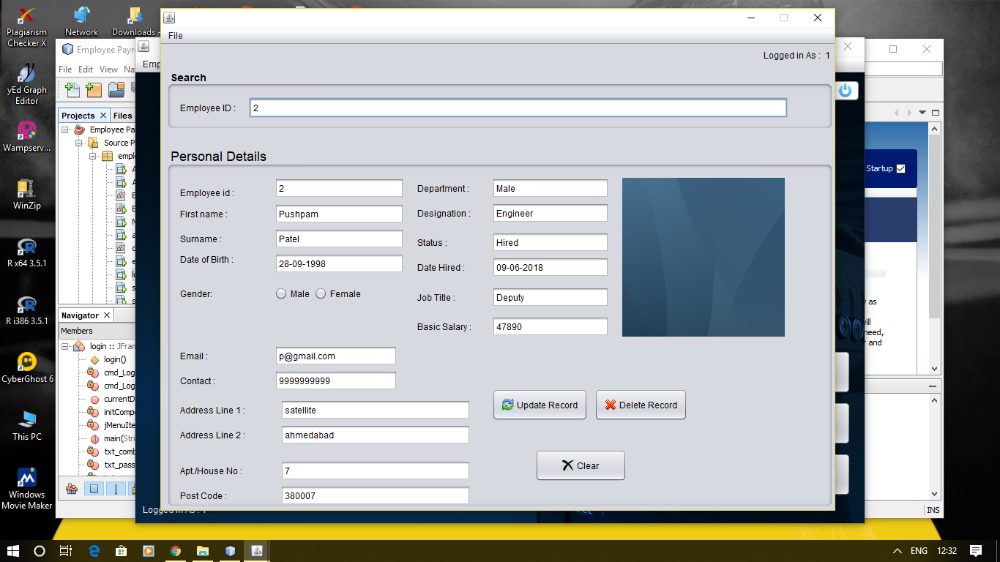 Plagiarism Checker X
Network
Downloads -
yEd Graph Editor
Wampserv...
WinZip
R x64 3.5.1
R i386 3.5.1
CyberGhost 6
This PC
Windows Movie Maker
Employee Payr
File Edit View Na
Projects
Files
Employee Pa
Source P
empl
Navigator
Members
login :: JFram
login()
cmd_Log
cmd_Log
currentDa
initCompo
jMenuIte
main(Stri
txt_comb
txt_pass
Emp
File
Logged in As : 1
Search
Employee ID : 2
Personal Details
Employee id : 2
Department : Male
First name : Pushpam
Designation : Engineer
Surname : Patel
Status : Hired
Date of Birth : 28-09-1998
Date Hired : 09-06-2018
Gender: Male Female
Job Title : Deputy
Basic Salary : 47890
Email : p@gmail.com
Contact : 9999999999
Update Record
Delete Record
Address Line 1 : satellite
Address Line 2 : ahmedabad
Clear
Apt./House No : 7
Post Code : 380007
Logged in As : 1
Startup
y as
will
need,
r and
INS
ENG 12:32